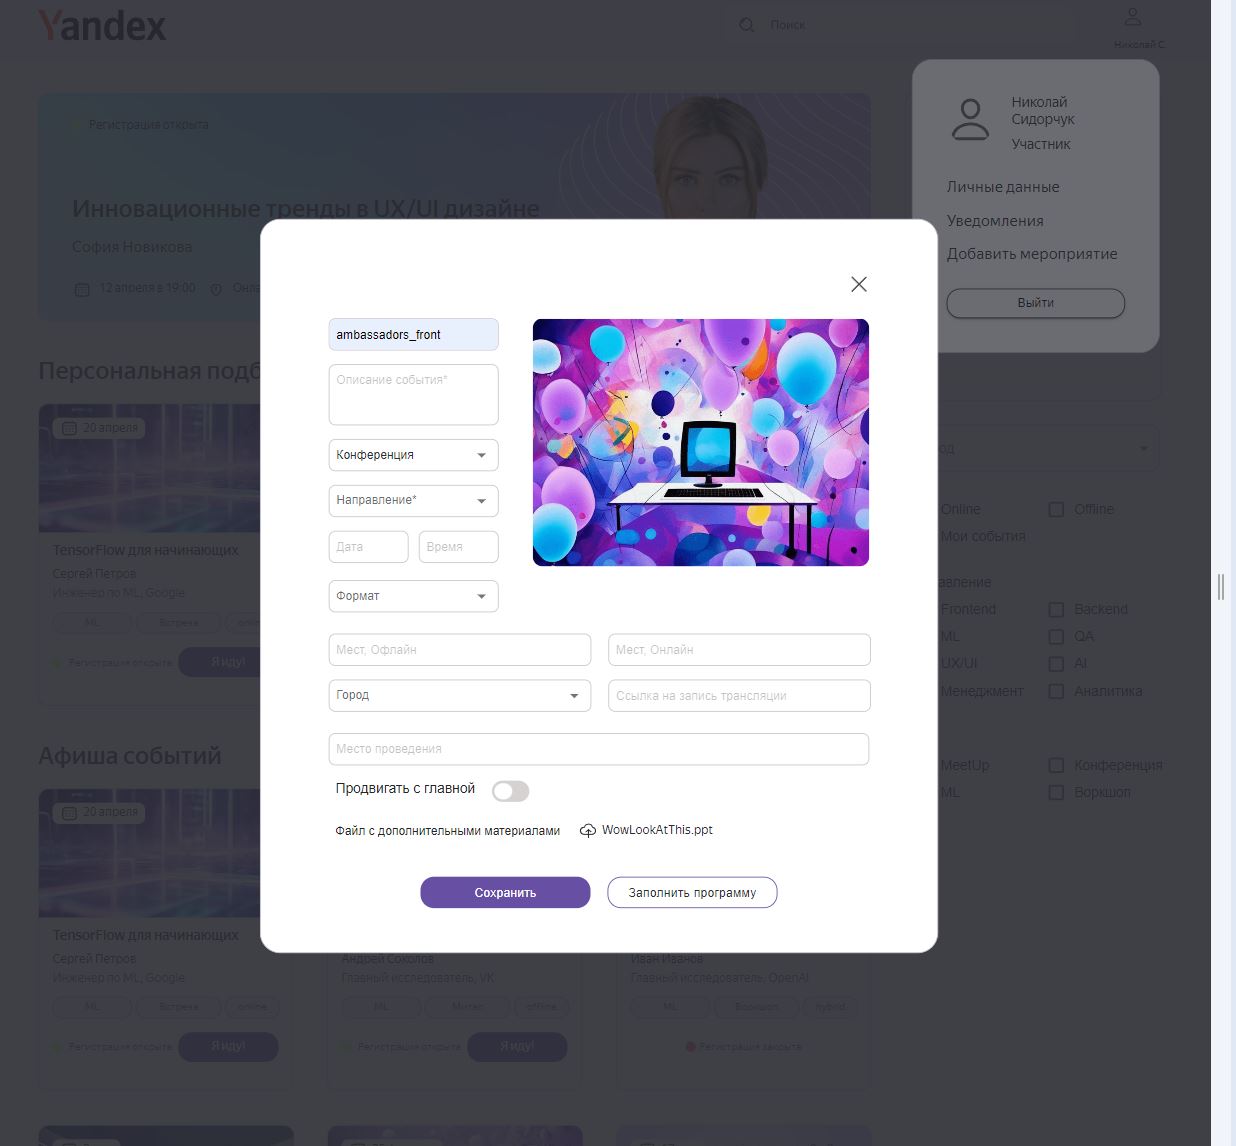 Yandex
Поиск
Николай С.
Регистрация открыта
Инновационные тренды в UX/UI дизайне
София Новикова
12 апреля в 19:00
Николай
Сидорчук
Участник
Личные данные
Уведомления
Добавить мероприятие
Выйти
ambassadors_front
Описание события*
Конференция
Направление*
Дата
Время
Формат
Мест, Офлайн
Мест, Онлайн
Город
Ссылка на запись трансляции
Место проведения
Продвигать с главной
Файл с дополнительными материалами
WowLookAtThis.ppt
Сохранить
Заполнить программу
Персональная подб
20 апреля
TensorFlow для начинающих
Сергей Петров
Инженер по ML, Google
ML
Встреча
Регистрация открыта
Я иду!
Online
Offline
Мои события
авление
Frontend
Backend
ML
QA
UX/UI
AI
Менеджмент
Аналитика
MeetUp
Конференция
ML
Воркшоп
Афиша событий
20 апреля
TensorFlow для начинающих
Сергей Петров
Инженер по ML, Google
ML
Встреча
online
Регистрация открыта
Я иду!
Андрей Соколов
Главный исследователь, VK
ML
Митап
offline
Регистрация открыта
Я иду!
Иван Иванов
Главный исследователь, OpenAI
ML
Воркшоп
hybrid
Регистрация закрыта